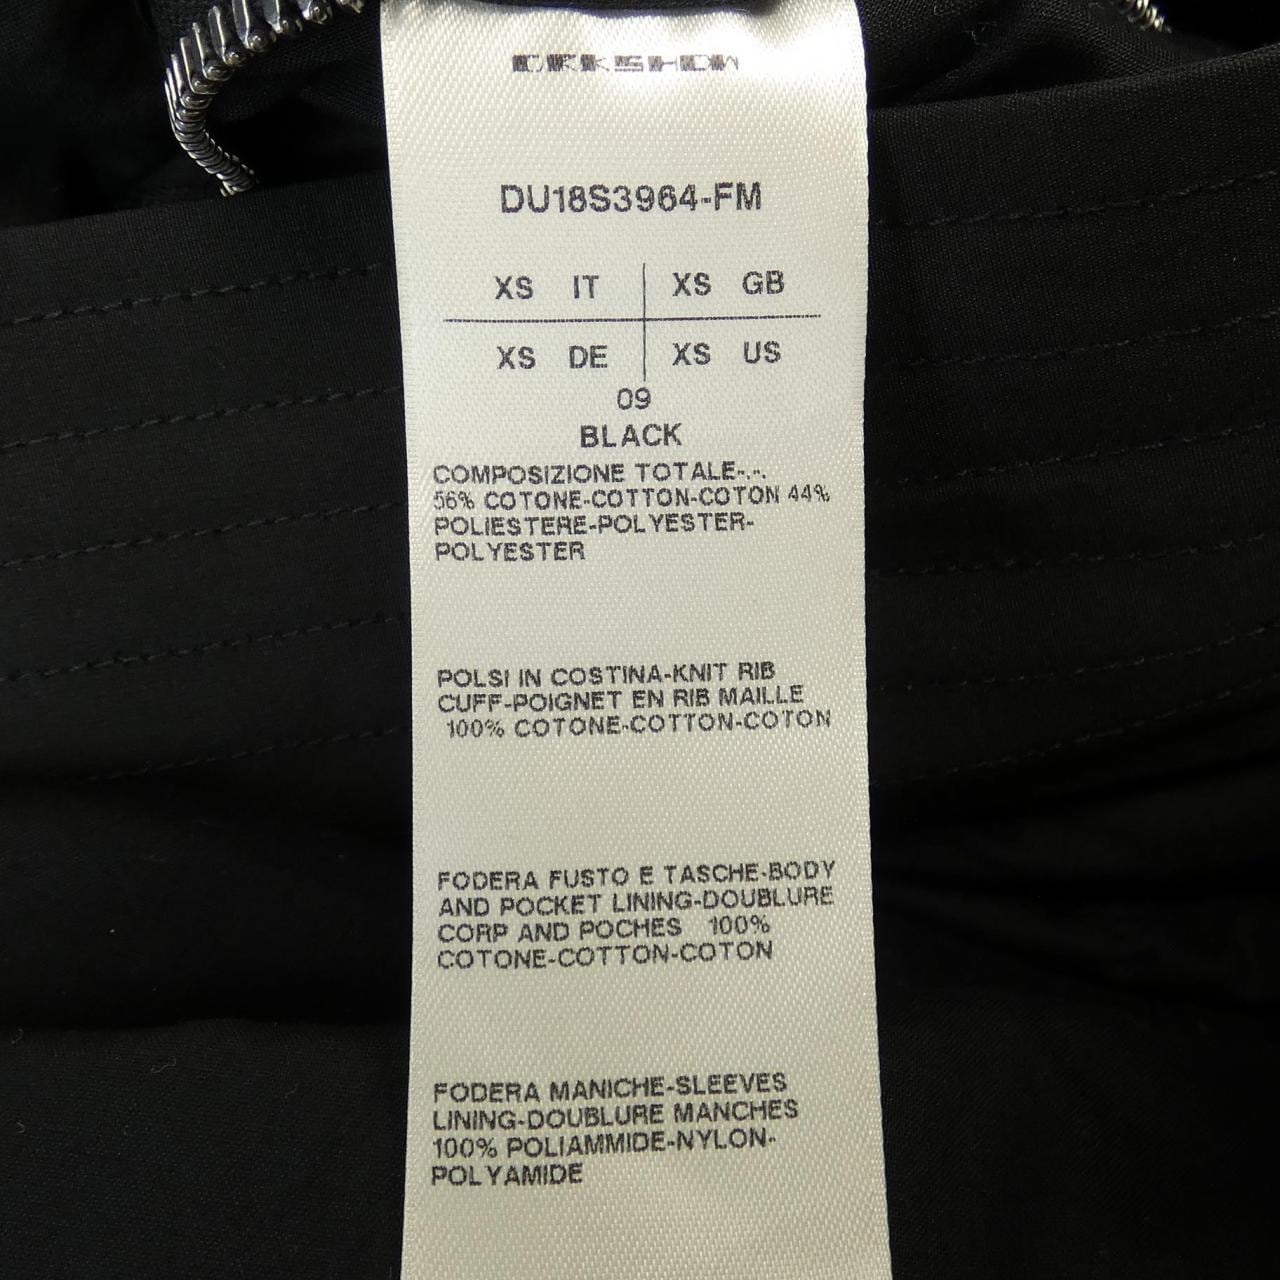 DRKSHDW
DU18S3964-FM
XS IT XS GB
XS DE XS US
09
BLACK
COMPOSIZIONE TOTALE-.-.
56% COTONE-COTTON-COTON 44%
POLIESTERE-POLYESTER-
POLYESTER
POLSI IN COSTINA-KNIT RIB
CUFF-POIGNET EN RIB MAILLE
100% COTONE-COTTON-COTON
FODERA FUSTO E TASCHE-BODY
AND POCKET LINING-DOUBLURE
CORP AND POCHES 100%
COTONE-COTTON-COTON
FODERA MANICHE-SLEEVES
LINING-DOUBLURE MANCHES
100% POLIAMMIDE-NYLON-
POLYAMIDE